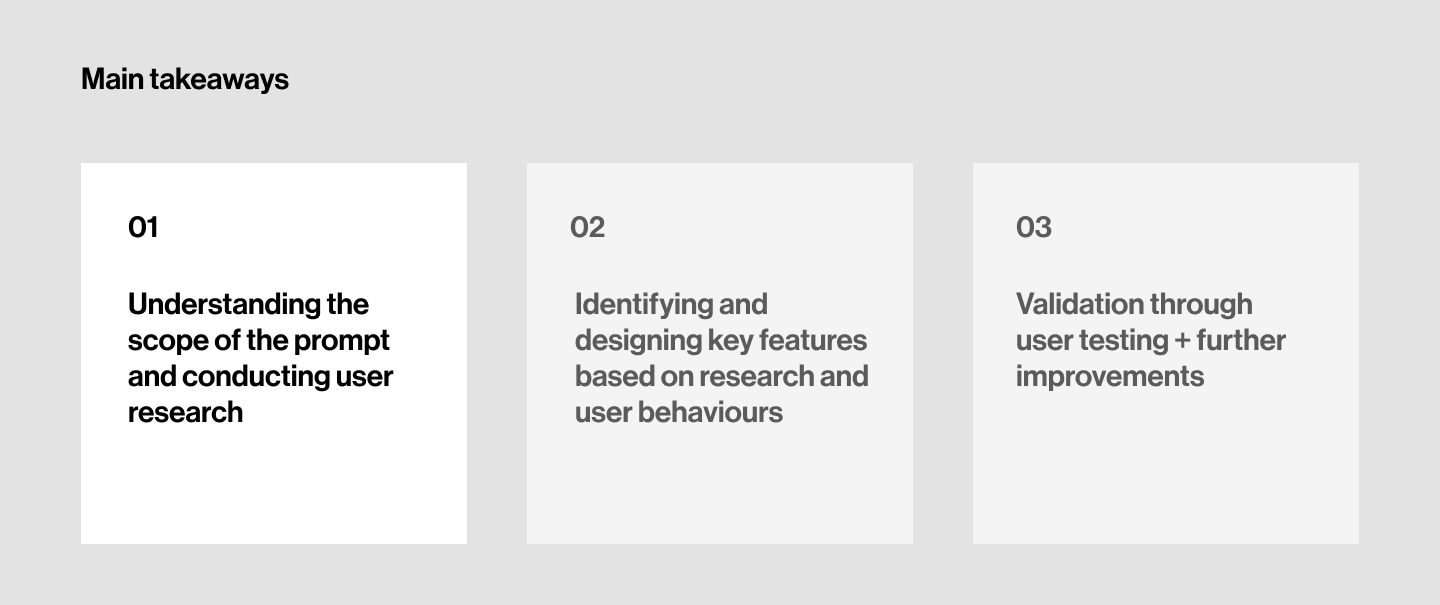 Main takeaways
01
Understanding the
scope of the prompt
and conducting user
research
02
Identifying and
designing key features
based on research and
user behaviours
03
Validation through
user testing + further
improvements